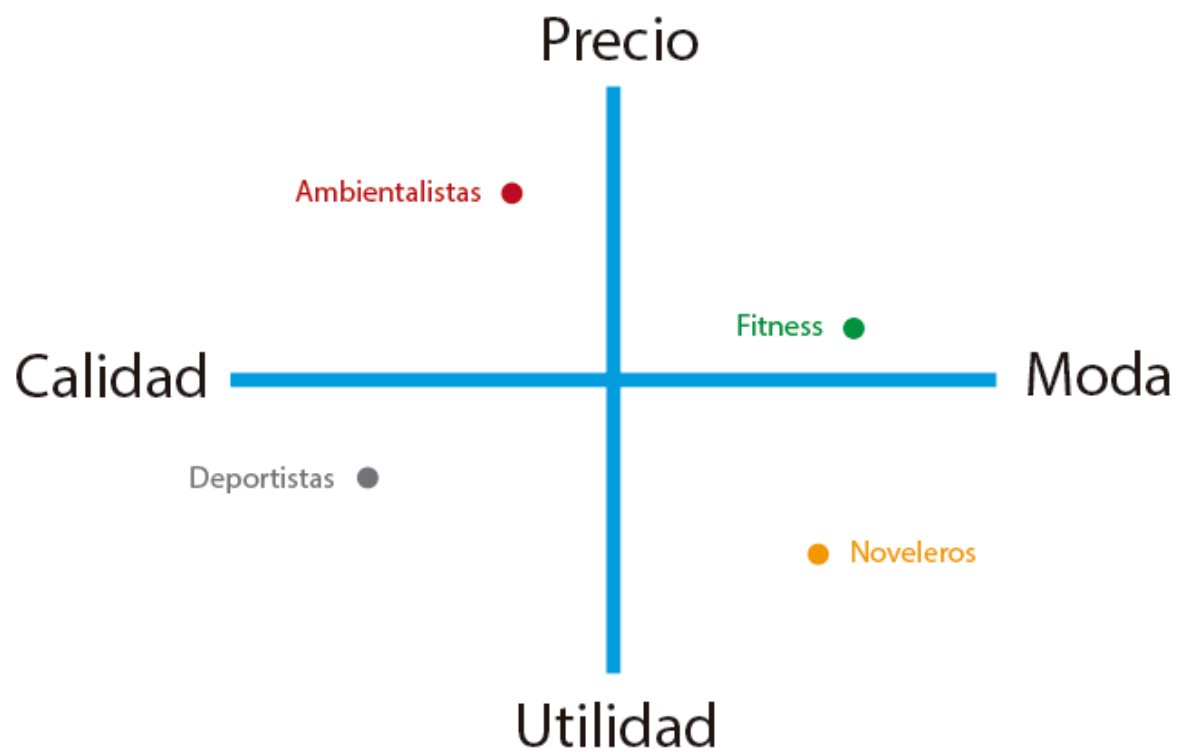 Precio
Ambientalistas
Fitness
Calidad
Moda
Deportistas
Noveleros
Utilidad